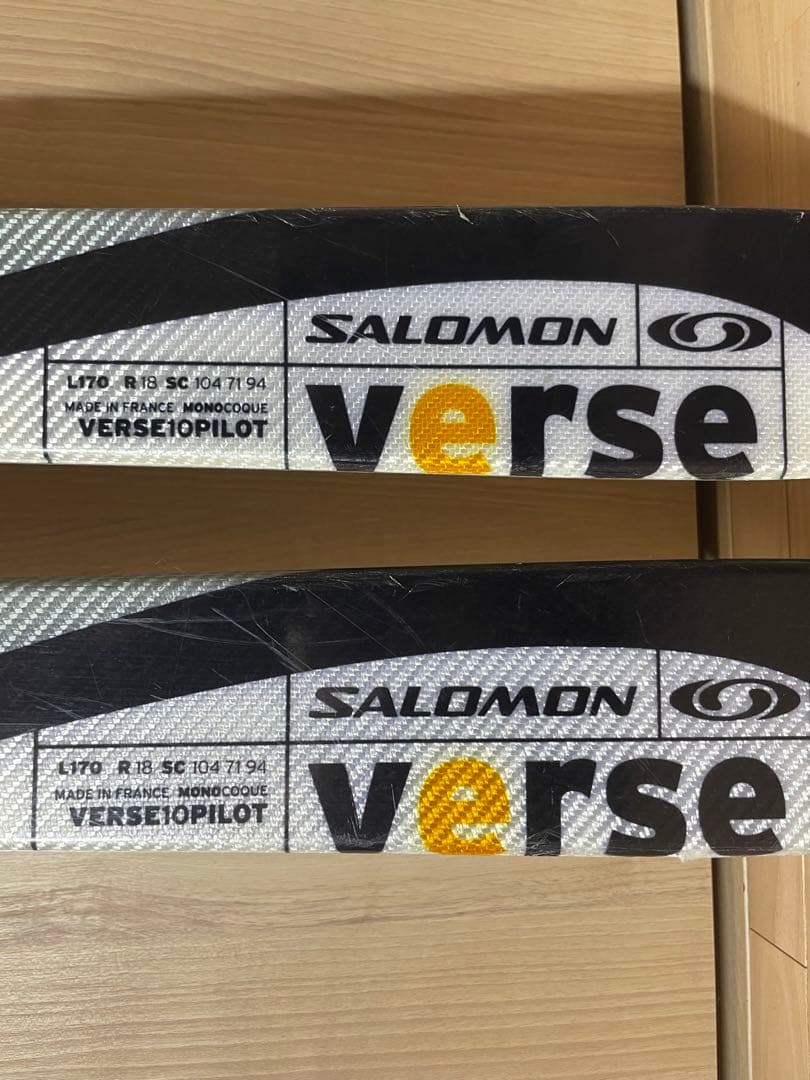 SALOMON
L170 R18 SC 104 71 94
MADE IN FRANCE MONOCOQUE
VERSE10PILOT
verse
SALOMON
L170 R18 SC 104 71 94
MADE IN FRANCE MONOCOQUE
VERSE10PILOT
verse